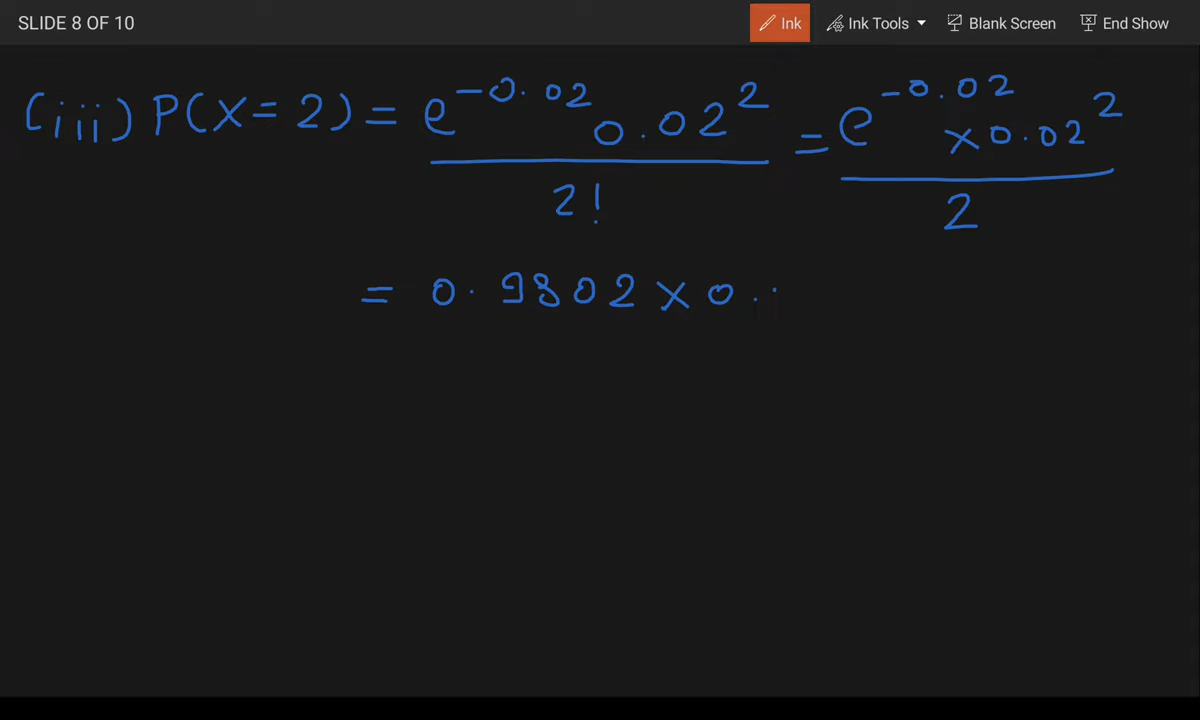 SLIDE 8 OF 10 Ink Ink Tools Blank Screen End Show
(iii) P(X=2) = e^-0.02 0.02^2 / 2! = e^-0.02 × 0.02^2 / 2
= 0.9802 × 0.